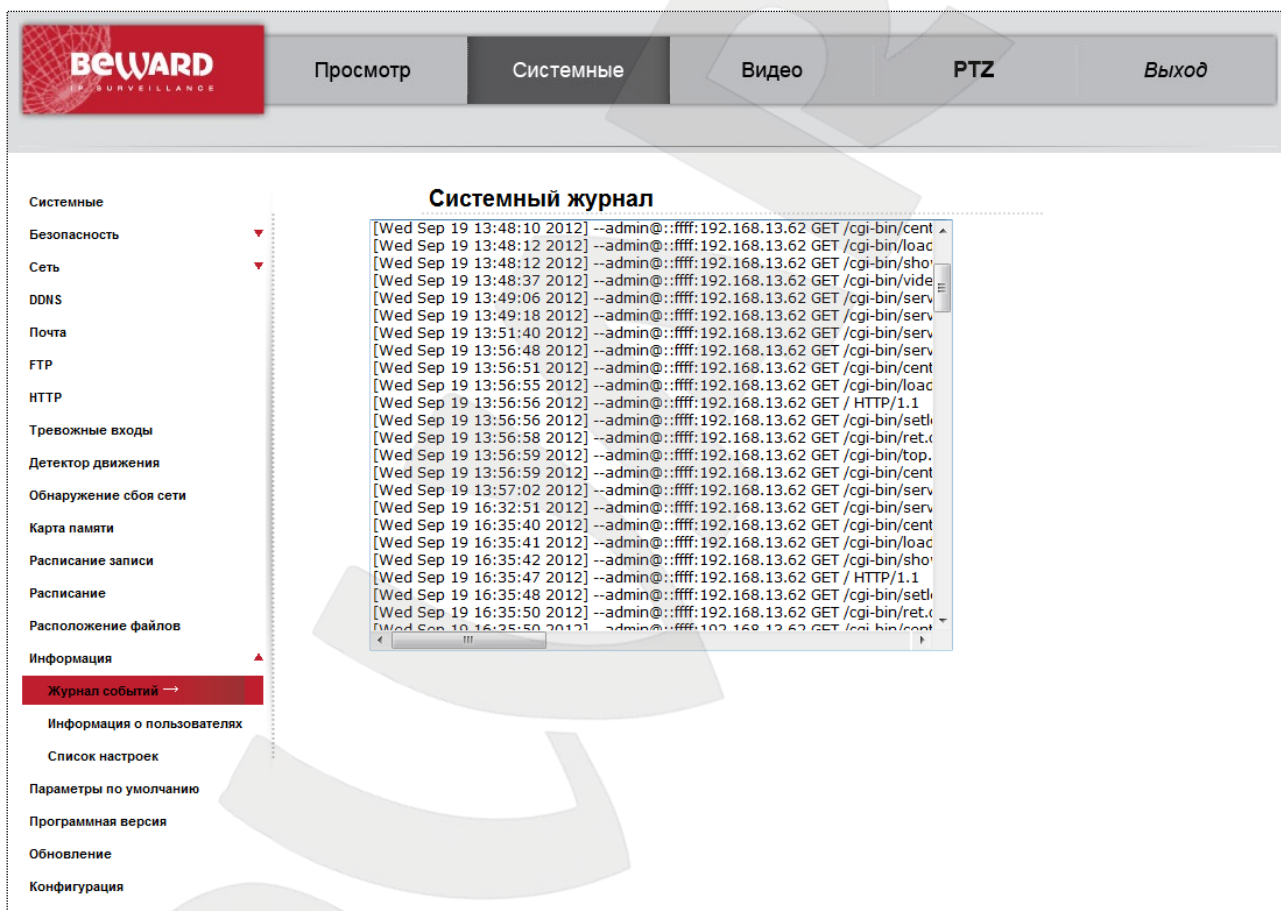 BEWARD
IP SURVEILLANCE
Просмотр
Системные
Видео
PTZ
Выход
Системные
Безопасность
Сеть
DDNS
Почта
FTP
HTTP
Тревожные входы
Детектор движения
Обнаружение сбоя сети
Карта памяти
Расписание записи
Расписание
Расположение файлов
Информация
Журнал событий →
Информация о пользователях
Список настроек
Параметры по умолчанию
Программная версия
Обновление
Конфигурация
Системный журнал
[Wed Sep 19 13:48:10 2012] --admin@::ffff:192.168.13.62 GET /cgi-bin/cent
[Wed Sep 19 13:48:12 2012] --admin@::ffff:192.168.13.62 GET /cgi-bin/load
[Wed Sep 19 13:48:12 2012] --admin@::ffff:192.168.13.62 GET /cgi-bin/sho
[Wed Sep 19 13:48:37 2012] --admin@::ffff:192.168.13.62 GET /cgi-bin/vide
[Wed Sep 19 13:49:06 2012] --admin@::ffff:192.168.13.62 GET /cgi-bin/serv
[Wed Sep 19 13:49:18 2012] --admin@::ffff:192.168.13.62 GET /cgi-bin/serv
[Wed Sep 19 13:51:40 2012] --admin@::ffff:192.168.13.62 GET /cgi-bin/serv
[Wed Sep 19 13:56:48 2012] --admin@::ffff:192.168.13.62 GET /cgi-bin/serv
[Wed Sep 19 13:56:51 2012] --admin@::ffff:192.168.13.62 GET /cgi-bin/cent
[Wed Sep 19 13:56:55 2012] --admin@::ffff:192.168.13.62 GET /cgi-bin/load
[Wed Sep 19 13:56:56 2012] --admin@::ffff:192.168.13.62 GET / HTTP/1.1
[Wed Sep 19 13:56:56 2012] --admin@::ffff:192.168.13.62 GET /cgi-bin/setl
[Wed Sep 19 13:56:58 2012] --admin@::ffff:192.168.13.62 GET /cgi-bin/ret.c
[Wed Sep 19 13:56:59 2012] --admin@::ffff:192.168.13.62 GET /cgi-bin/top.
[Wed Sep 19 13:56:59 2012] --admin@::ffff:192.168.13.62 GET /cgi-bin/cent
[Wed Sep 19 13:57:02 2012] --admin@::ffff:192.168.13.62 GET /cgi-bin/serv
[Wed Sep 19 16:32:51 2012] --admin@::ffff:192.168.13.62 GET /cgi-bin/serv
[Wed Sep 19 16:35:40 2012] --admin@::ffff:192.168.13.62 GET /cgi-bin/cent
[Wed Sep 19 16:35:41 2012] --admin@::ffff:192.168.13.62 GET /cgi-bin/load
[Wed Sep 19 16:35:42 2012] --admin@::ffff:192.168.13.62 GET /cgi-bin/sho
[Wed Sep 19 16:35:47 2012] --admin@::ffff:192.168.13.62 GET / HTTP/1.1
[Wed Sep 19 16:35:48 2012] --admin@::ffff:192.168.13.62 GET /cgi-bin/setl
[Wed Sep 19 16:35:50 2012] --admin@::ffff:192.168.13.62 GET /cgi-bin/ret.c
[Wed Sep 19 16:35:50 2012] --admin@::ffff:192.168.13.62 GET /cgi-bin/cent